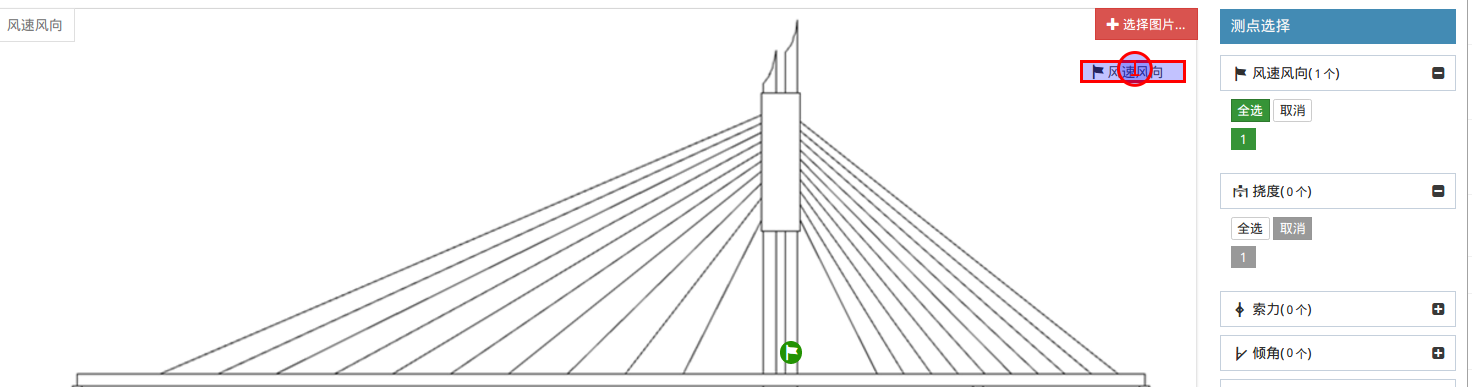 风速风向
选择图片...
风速风向
测点选择
风速风向(1个)
全选 取消
1
挠度(0个)
全选 取消
1
索力(0个)
倾角(0个)